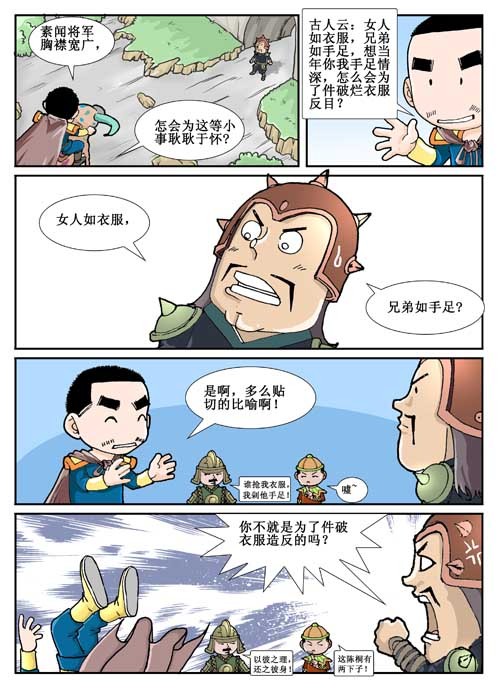 素闻将军
胸襟宽广，
怎会为这等小
事耿耿于怀?
古人云：女人
如衣服，兄弟
如手足，想当
年你我手足情
深，怎么会为
了件破烂衣服
反目？
女人如衣服，
兄弟如手足?
是啊，多么贴
切的比喻啊！
谁抢我衣服，
我剁他手足！
嘘~
你不就是为了件破
衣服造反的吗？
以彼之理，
还之彼身！
这陈桐有
两下子！